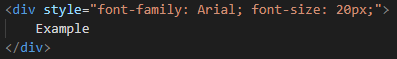 <div style="font-family: Arial; font-size: 20px;">
    Example
</div>